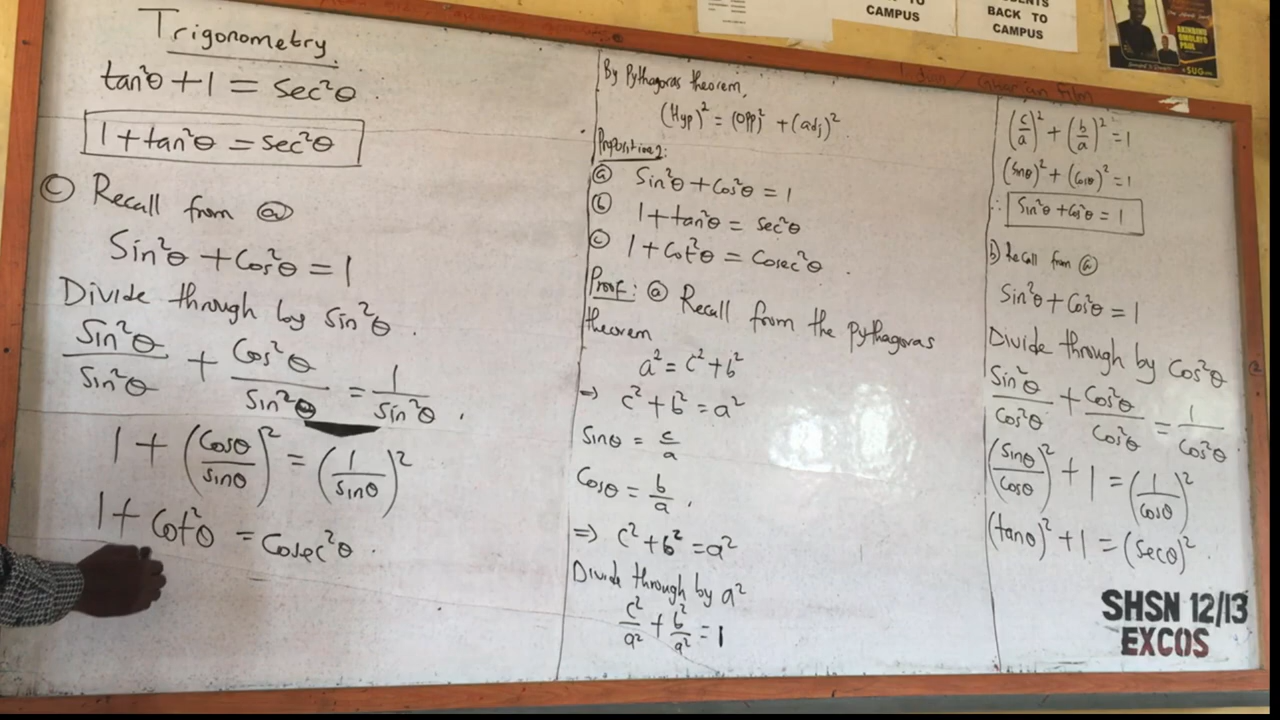 Trigonometry
tan²θ + 1 = sec²θ
1 + tan²θ = sec²θ
ⓒ Recall from ⓐ
Sin²θ + Cos²θ = 1
Divide through by sin²θ.
Sin²θ/Sin²θ + Cos²θ/Sin²θ = 1/Sin²θ.
1 + (Cosθ/sinθ)² = (1/sinθ)²
1 + Cot²θ = Cosec²θ.
By Pythagoras theorem,
(Hyp)² = (opp)² + (adj)²
ⓐ Sin²θ + Cos²θ = 1
ⓑ 1 + tan²θ = sec²θ
ⓒ 1 + Cot²θ = Cosec²θ.
Proof: ⓐ Recall from the pythagoras
theorem
a² = c² + b²
⇒ c² + b² = a²
Sinθ = c/a
Cosθ = b/a,
⇒ c² + b² = a²
Divide through by a²
c²/a² + b²/a² = 1
(c/a)² + (b/a)² = 1
(Sinθ)² + (Cosθ)² = 1
∴ Sin²θ + Cos²θ = 1
b) Recall from ⓐ
Sin²θ + Cos²θ = 1
Divide through by Cos²θ
Sin²θ/Cos²θ + Cos²θ/Cos²θ = 1/Cos²θ
(Sinθ/Cosθ)² + 1 = (1/Cosθ)²
(tanθ)² + 1 = (Secθ)².
SHSN 12/13
EXCOS
TO
CAMPUS
BACK TO
CAMPUS
SUG